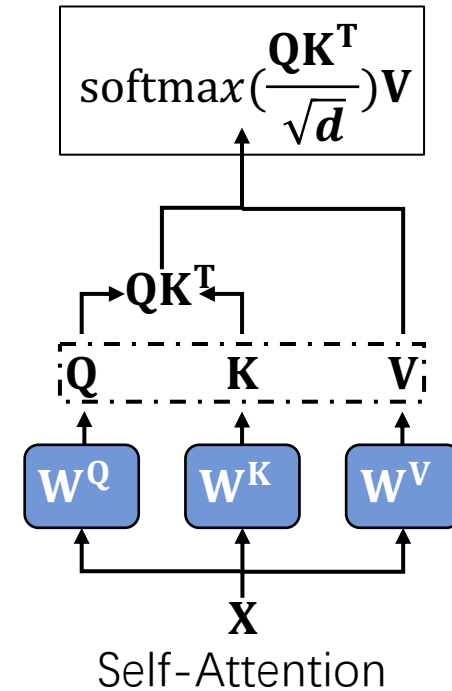 softmax(QK^T/√d)V
QK^T
Q K V
W^Q W^K W^V
X
Self-Attention